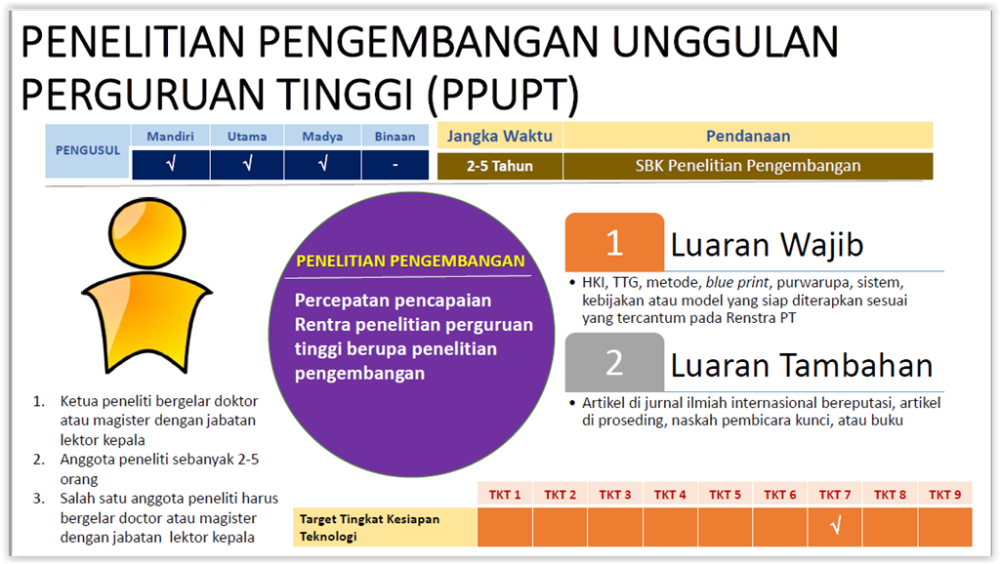 PENELITIAN PENGEMBANGAN UNGGULAN
PERGURUAN TINGGI (PPUPT)
PENGUSUL
Mandiri Utama Madya Binaan
√ √ √ -
Jangka Waktu Pendanaan
2-5 Tahun SBK Penelitian Pengembangan
PENELITIAN PENGEMBANGAN
Percepatan pencapaian
Rentra penelitian perguruan
tinggi berupa penelitian
pengembangan
1 Luaran Wajib
• HKI, TTG, metode, blue print, purwarupa, sistem,
kebijakan atau model yang siap diterapkan sesuai
yang tercantum pada Renstra PT
2 Luaran Tambahan
• Artikel di jurnal ilmiah internasional bereputasi, artikel
di proseding, naskah pembicara kunci, atau buku
1. Ketua peneliti bergelar doktor
atau magister dengan jabatan
lektor kepala
2. Anggota peneliti sebanyak 2-5
orang
3. Salah satu anggota peneliti harus
bergelar doctor atau magister
dengan jabatan lektor kepala
TKT 1 TKT 2 TKT 3 TKT 4 TKT 5 TKT 6 TKT 7 TKT 8 TKT 9
Target Tingkat Kesiapan
Teknologi
√